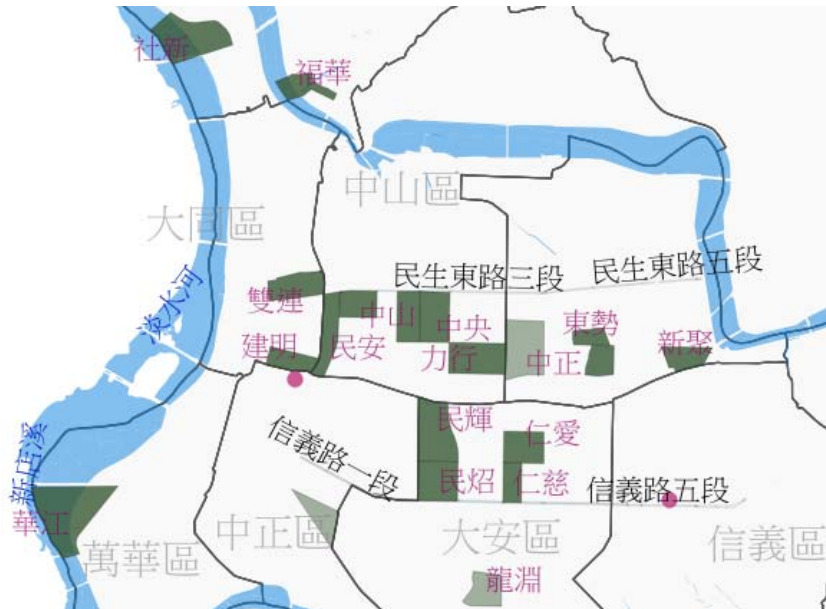 社新
福華
中山區
大同區
民生東路三段
民生東路五段
雙連
淡水河
中山
中央
東勢
建明
民安
力行
中正
新聚
民輝
仁愛
信義路一段
新店溪
民炤
仁慈
信義路五段
華江
萬華區
中正區
大安區
信義區
龍淵